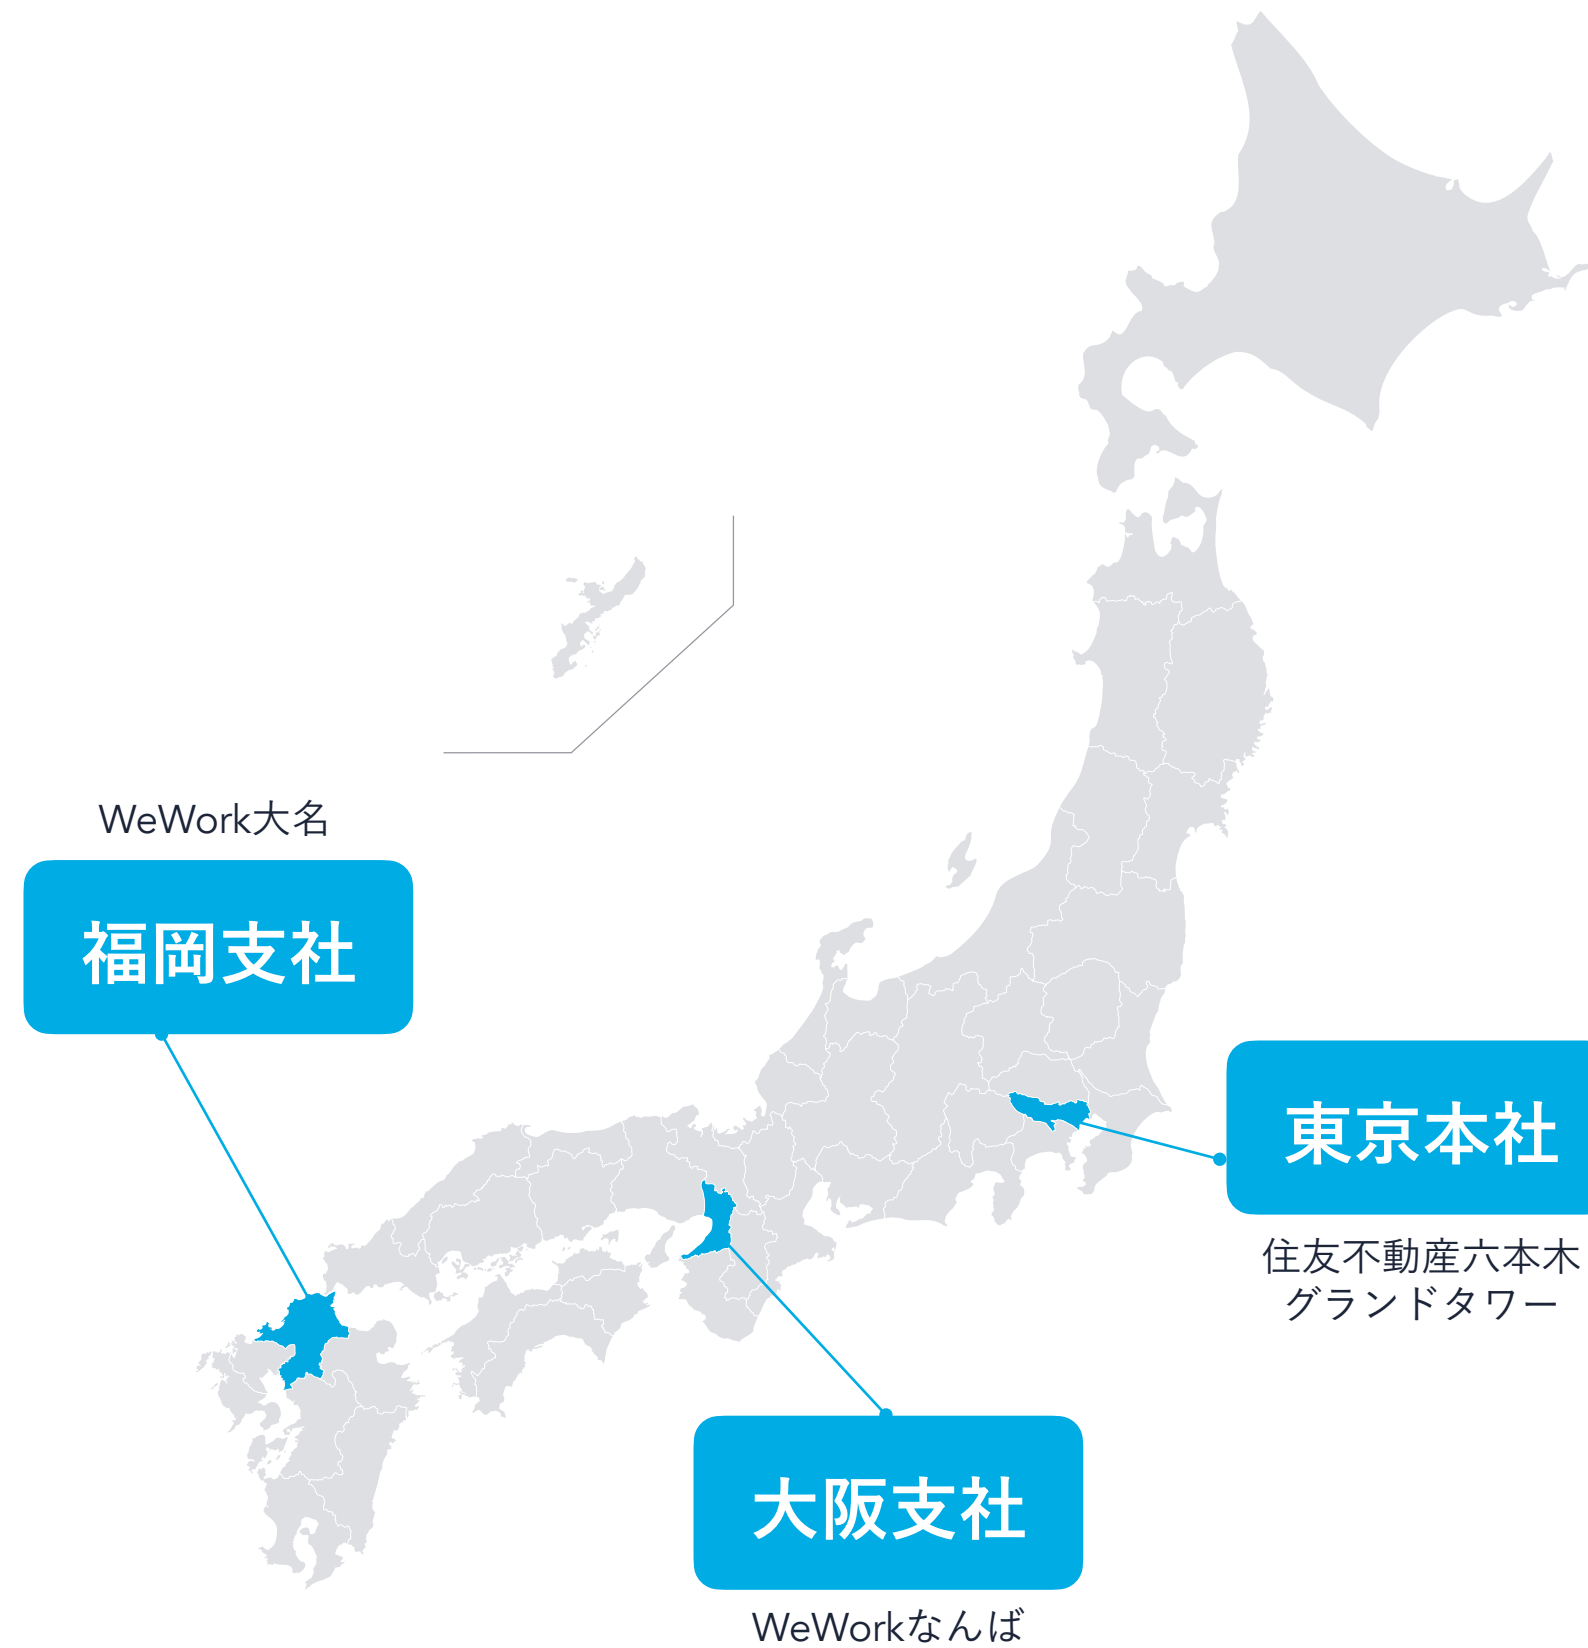 WeWork大名
福岡支社
東京本社
住友不動産六本木
グランドタワー
大阪支社
WeWorkなんば